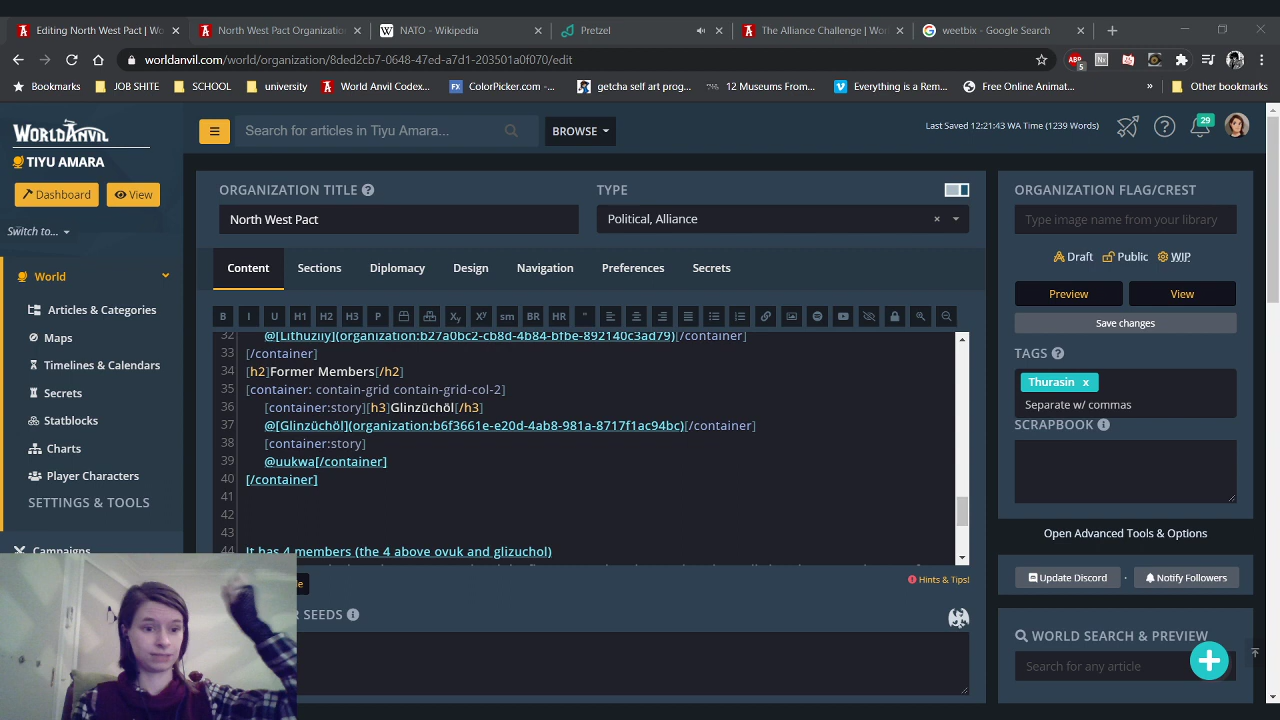 Editing North West Pact | Wo
North West Pact Organizatio
NATO - Wikipedia
Pretzel
The Alliance Challenge | Wor
weetbix - Google Search
worldanvil.com/world/organization/8ded2cb7-0648-47ed-a7d1-203501a0f070/edit
Bookmarks
JOB SHITE
SCHOOL
university
World Anvil Codex...
ColorPicker.com -...
getcha self art prog...
12 Museums From...
Everything is a Rem...
Free Online Animat...
»
Other bookmarks
WORLDANVIL
Search for articles in Tiyu Amara...
BROWSE
Last Saved 12:21:43 WA Time (1239 Words)
29
TIYU AMARA
Dashboard
View
Switch to...
World
Articles & Categories
Maps
Timelines & Calendars
Secrets
Statblocks
Charts
Player Characters
SETTINGS & TOOLS
Campaigns
ORGANIZATION TITLE
North West Pact
TYPE
Political, Alliance
Content
Sections
Diplomacy
Design
Navigation
Preferences
Secrets
B I U H1 H2 H3 P
sm BR HR
32 @[Lithuziiy](organization:b27a0bc2-cb8d-4b84-bfbe-892140c3ad79)[/container]
33 [/container]
34 [h2]Former Members[/h2]
35 [container: contain-grid contain-grid-col-2]
36 [container:story][h3]Glinzüchöl[/h3]
37 @[Glinzüchöl](organization:b6f3661e-e20d-4ab8-981a-8717f1ac94bc)[/container]
38 [container:story]
39 @uukwa[/container]
40 [/container]
41
42
43
44 It has 4 members (the 4 above ovuk and glizuchol)
Hints & Tips!
SEEDS
ORGANIZATION FLAG/CREST
Type image name from your library
Draft
Public
WIP
Preview
View
Save changes
TAGS
Thurasin x
Separate w/ commas
SCRAPBOOK
Open Advanced Tools & Options
Update Discord
Notify Followers
WORLD SEARCH & PREVIEW
Search for any article